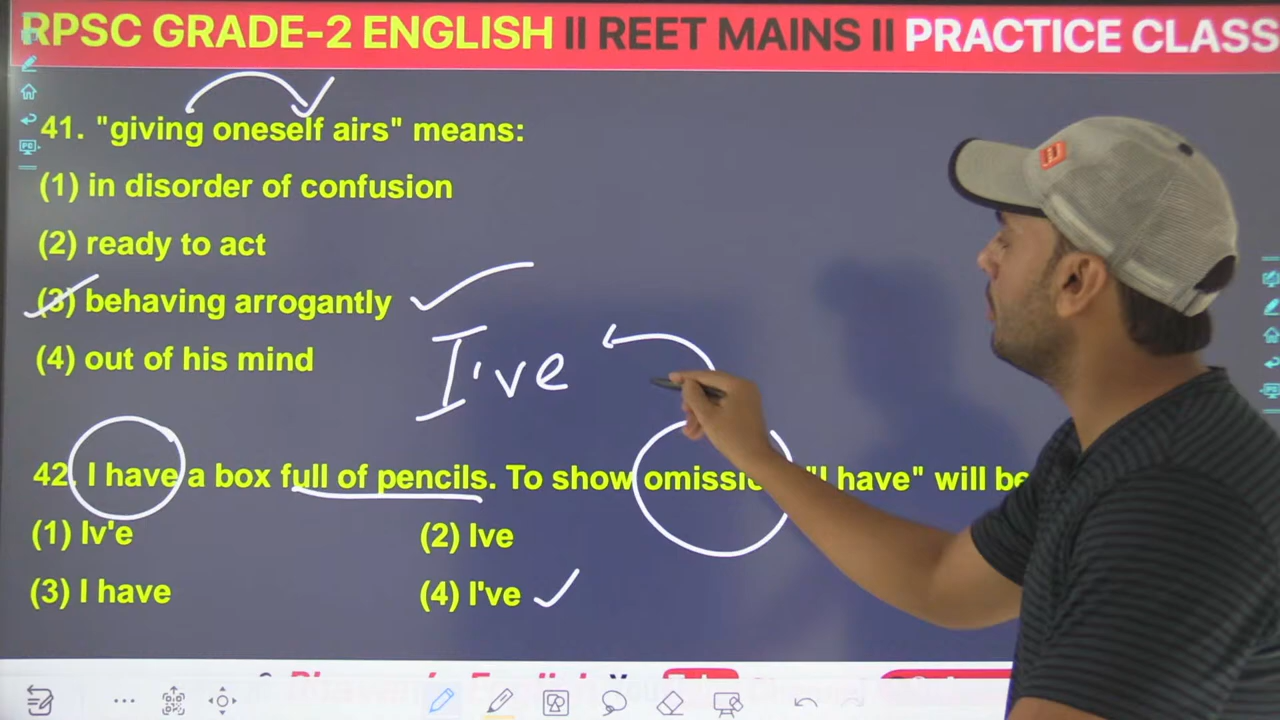 RPSC GRADE-2 ENGLISH II REET MAINS II PRACTICE CLASS
41. "giving oneself airs" means:
(1) in disorder of confusion
(2) ready to act
(3) behaving arrogantly
(4) out of his mind
I've
42. I have a box full of pencils. To show "I have" will be
(1) Iv'e (2) Ive
(3) I have (4) I've